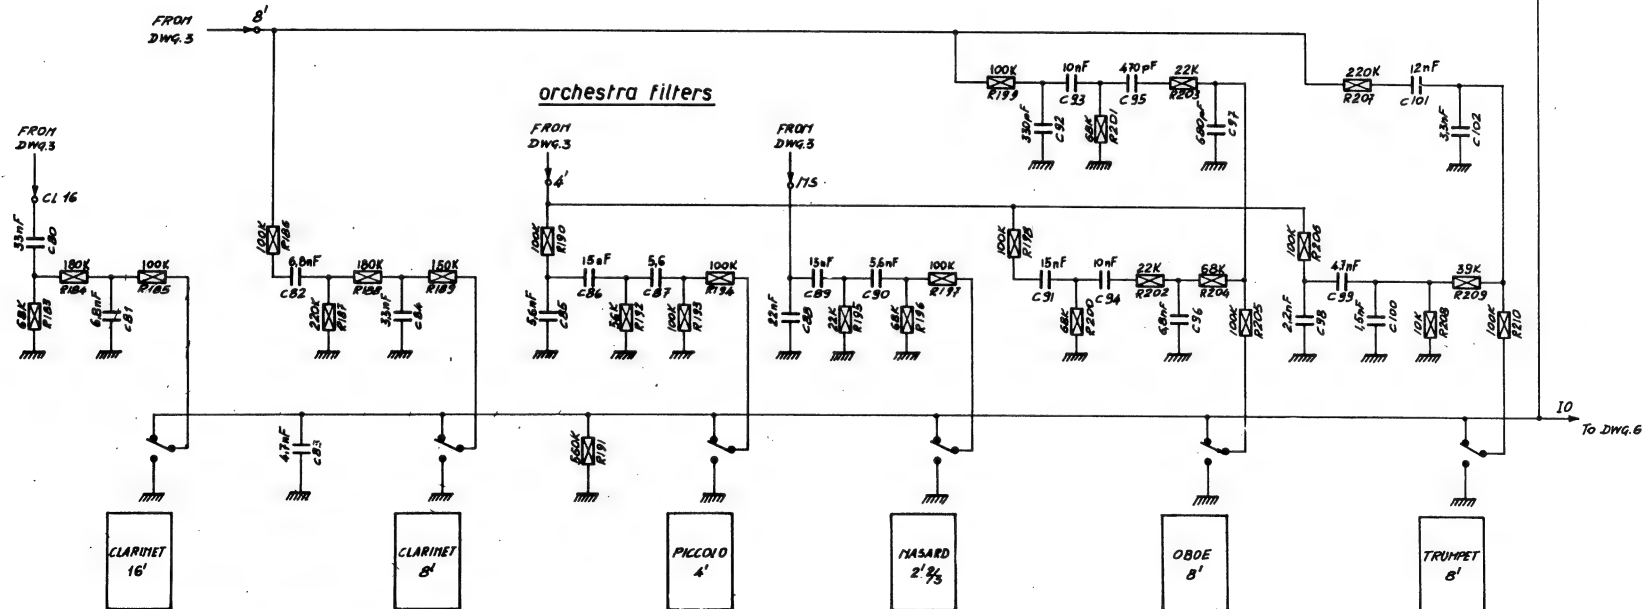 FROM
DWG.3
8'
orchestra filters
100K
R199
10nF
C93
470pF
C95
22K
R203
330pF
C92
68K
R201
680pF
C97
220K
R207
12nF
C101
3,3nF
C102
FROM
DWG.3
CL 16
FROM
DWG.3
4'
FROM
DWG.3
MS
33nF
C80
180K
R184
100K
R185
68K
R183
6,8nF
C81
100K
R186
6,8nF
C82
180K
R188
150K
R189
220K
R187
3,3nF
C84
100K
R190
15nF
C86
5,6
C87
100K
R194
5,6nF
C85
56K
R192
100K
R193
15nF
C89
5,6nF
C90
100K
R197
22nF
C88
22K
R195
68K
R196
100K
R198
15nF
C91
10nF
C94
22K
R202
68K
R204
68K
R200
6,8nF
C96
100K
R205
100K
R206
4,7nF
C99
39K
R209
2,2nF
C98
1,5nF
C100
10K
R208
100K
R210
4,7nF
C83
560K
R191
10
TO DWG.6
CLARINET
16'
CLARINET
8'
PICCOLO
4'
NASARD
2' 2/3
OBOE
8'
TRUMPET
8'